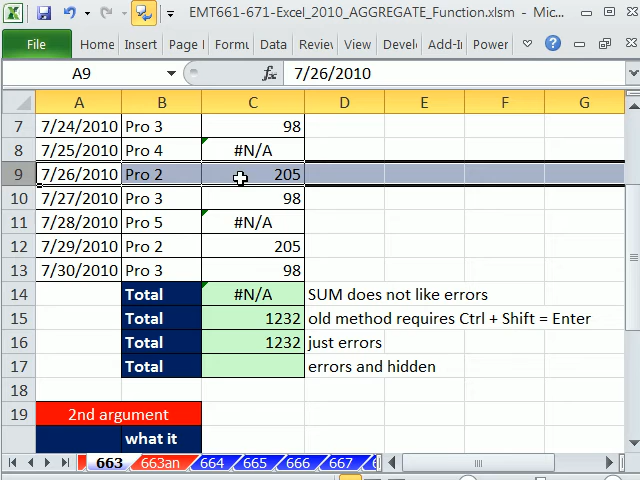 EMT661-671-Excel_2010_AGGREGATE_Function.xlsm - Mic...
File Home Insert Page l Formu Data Review View Develo Add-I Power
A9 fx 7/26/2010
A B C D E F G
7 7/24/2010 Pro 3 98
8 7/25/2010 Pro 4 #N/A
9 7/26/2010 Pro 2 205
10 7/27/2010 Pro 3 98
11 7/28/2010 Pro 5 #N/A
12 7/29/2010 Pro 2 205
13 7/30/2010 Pro 3 98
14 Total #N/A SUM does not like errors
15 Total 1232 old method requires Ctrl + Shift = Enter
16 Total 1232 just errors
17 Total errors and hidden
18
19 2nd argument
what it
663 663an 664 665 666 667